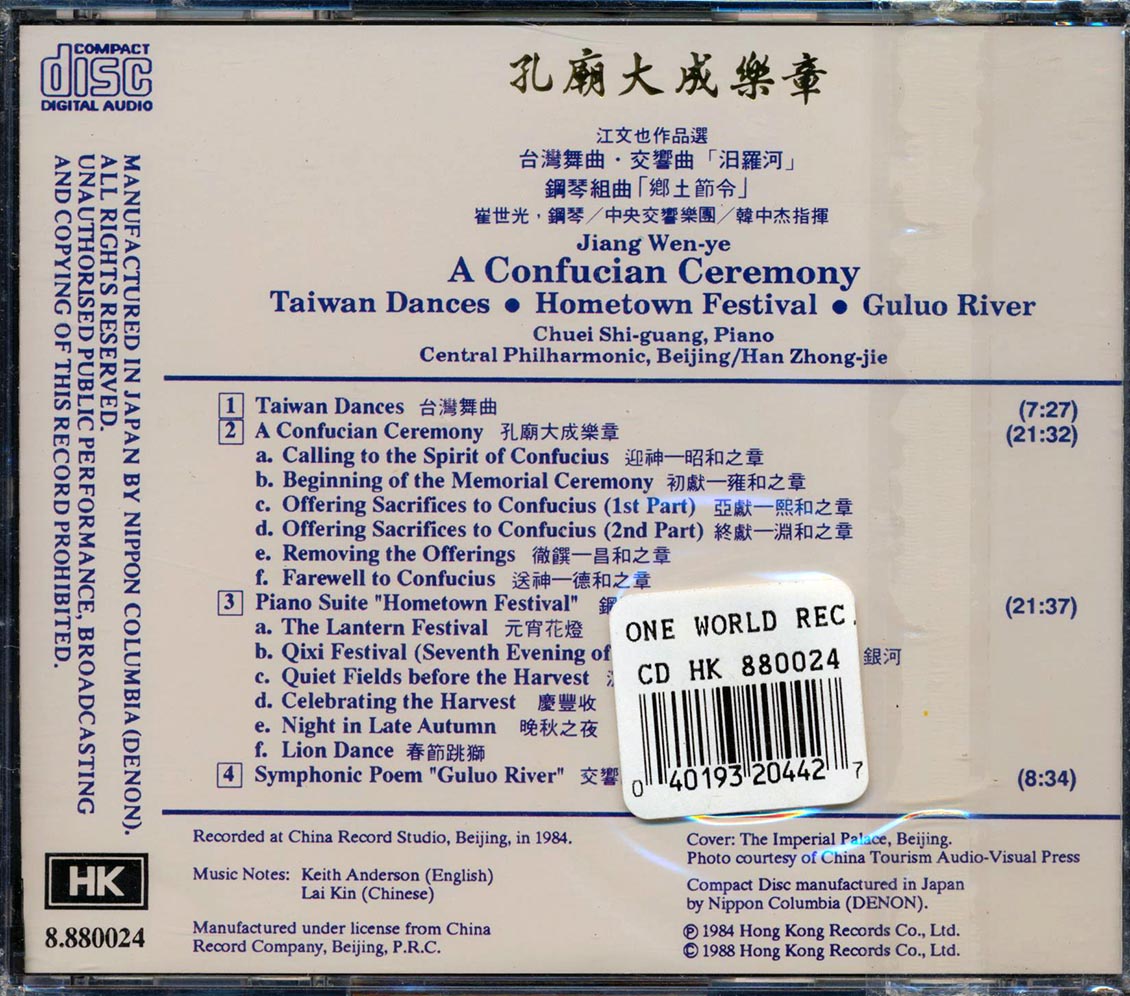 COMPACT
disc
DIGITAL AUDIO
MANUFACTURED IN JAPAN BY NIPPON COLUMBIA (DENON).
ALL RIGHTS RESERVED.
UNAUTHORISED PUBLIC PERFORMANCE, BROADCASTING
AND COPYING OF THIS RECORD PROHIBITED.
孔廟大成樂章
江文也作品選
台灣舞曲・交響曲「汨羅河」
鋼琴組曲「鄉土節令」
崔世光，鋼琴／中央交響樂團／韓中杰指揮
Jiang Wen-ye
A Confucian Ceremony
Taiwan Dances ● Hometown Festival ● Guluo River
Chuei Shi-guang, Piano
Central Philharmonic, Beijing/Han Zhong-jie
1 Taiwan Dances 台灣舞曲 (7:27)
2 A Confucian Ceremony 孔廟大成樂章 (21:32)
a. Calling to the Spirit of Confucius 迎神—昭和之章
b. Beginning of the Memorial Ceremony 初獻—雍和之章
c. Offering Sacrifices to Confucius (1st Part) 亞獻—熙和之章
d. Offering Sacrifices to Confucius (2nd Part) 終獻—淵和之章
e. Removing the Offerings 徹饌—昌和之章
f. Farewell to Confucius 送神—德和之章
3 Piano Suite "Hometown Festival" (21:37)
a. The Lantern Festival 元宵花燈
b. Qixi Festival (Seventh Evening of 銀河
c. Quiet Fields before the Harvest
d. Celebrating the Harvest 慶豐收
e. Night in Late Autumn 晚秋之夜
f. Lion Dance 春節跳獅
4 Symphonic Poem "Guluo River" 交響 (8:34)
ONE WORLD REC.
CD HK 880024
0 40193 20442 7
Recorded at China Record Studio, Beijing, in 1984.
Music Notes: Keith Anderson (English)
Lai Kin (Chinese)
Manufactured under license from China
Record Company, Beijing, P.R.C.
Cover: The Imperial Palace, Beijing.
Photo courtesy of China Tourism Audio-Visual Press
Compact Disc manufactured in Japan
by Nippon Columbia (DENON).
℗ 1984 Hong Kong Records Co., Ltd.
© 1988 Hong Kong Records Co., Ltd.
HK
8.880024